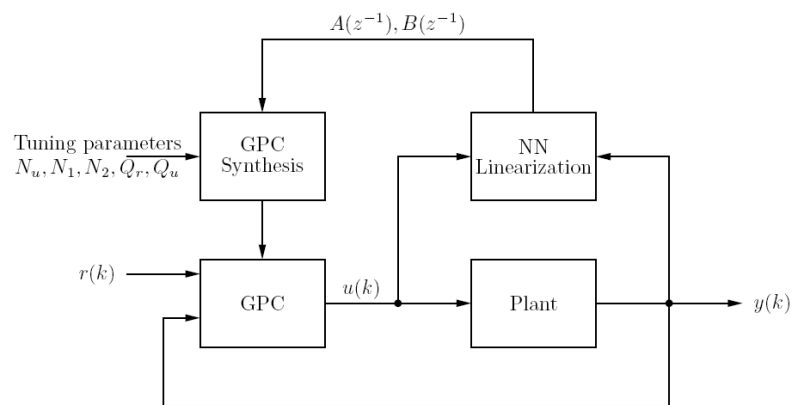 A(z⁻¹), B(z⁻¹)
Tuning parameters
N_u, N_1, N_2, Q_r, Q_u
GPC
Synthesis
NN
Linearization
r(k)
GPC
u(k)
Plant
y(k)